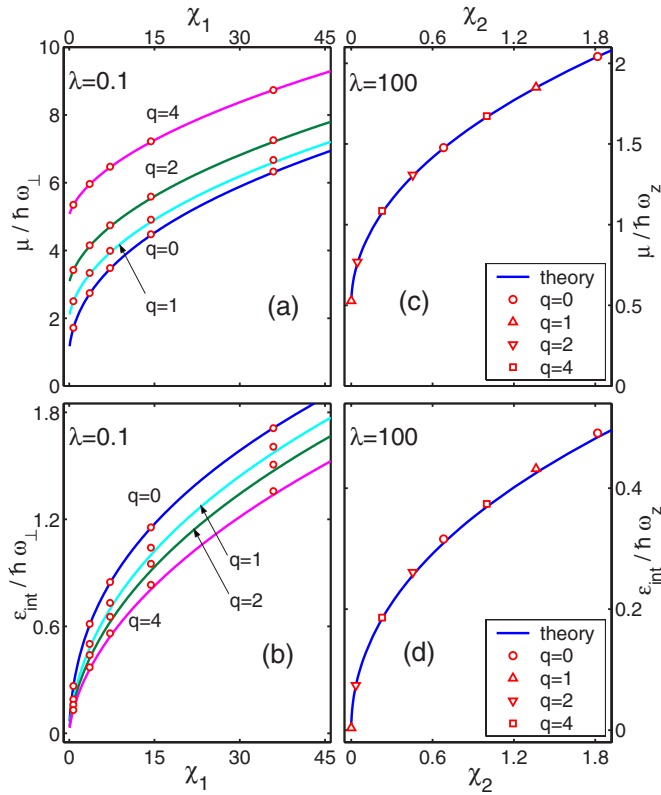 χ1
0 15 30 45
10
8
6
4
2
0
μ / ħ ω⊥
λ=0.1
q=4
q=2
q=0
q=1
(a)
χ2
0 0.6 1.2 1.8
2
1.5
1
0.5
0
μ / ħ ωz
λ=100
(c)
theory
q=0
q=1
q=2
q=4
1.8
1.2
0.6
0
εint / ħ ω⊥
λ=0.1
q=0
q=1
q=2
q=4
(b)
0 15 30 45
χ1
λ=100
0.4
0.2
0
εint / ħ ωz
(d)
theory
q=0
q=1
q=2
q=4
0 0.6 1.2 1.8
χ2